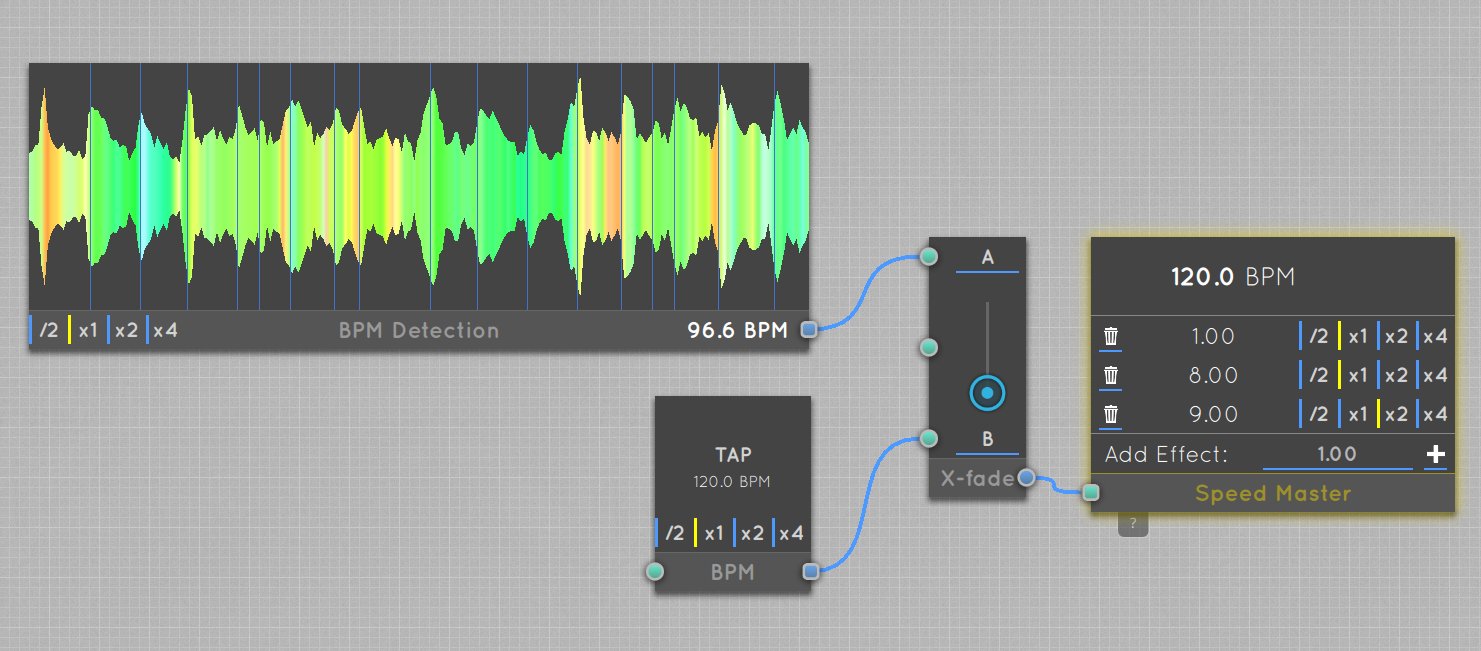 /2 x1 x2 x4 BPM Detection 96.6 BPM
TAP
120.0 BPM
/2 x1 x2 x4
BPM
A
B
X-fade
120.0 BPM
1.00 /2 x1 x2 x4
8.00 /2 x1 x2 x4
9.00 /2 x1 x2 x4
Add Effect: 1.00 +
Speed Master
?